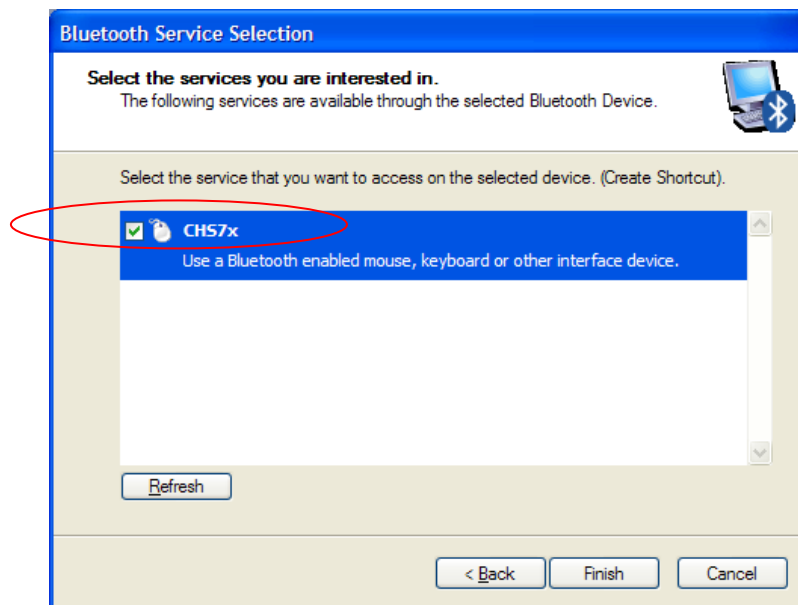 Bluetooth Service Selection
Select the services you are interested in.
The following services are available through the selected Bluetooth Device.
Select the service that you want to access on the selected device. (Create Shortcut).
CHS7x
Use a Bluetooth enabled mouse, keyboard or other interface device.
Refresh
< Back Finish Cancel